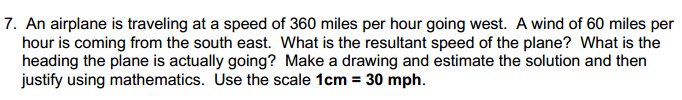 7. An airplane is traveling at a speed of 360 miles per hour going west. A wind of 60 miles per
hour is coming from the south east. What is the resultant speed of the plane? What is the
heading the plane is actually going? Make a drawing and estimate the solution and then
justify using mathematics. Use the scale 1cm = 30 mph.